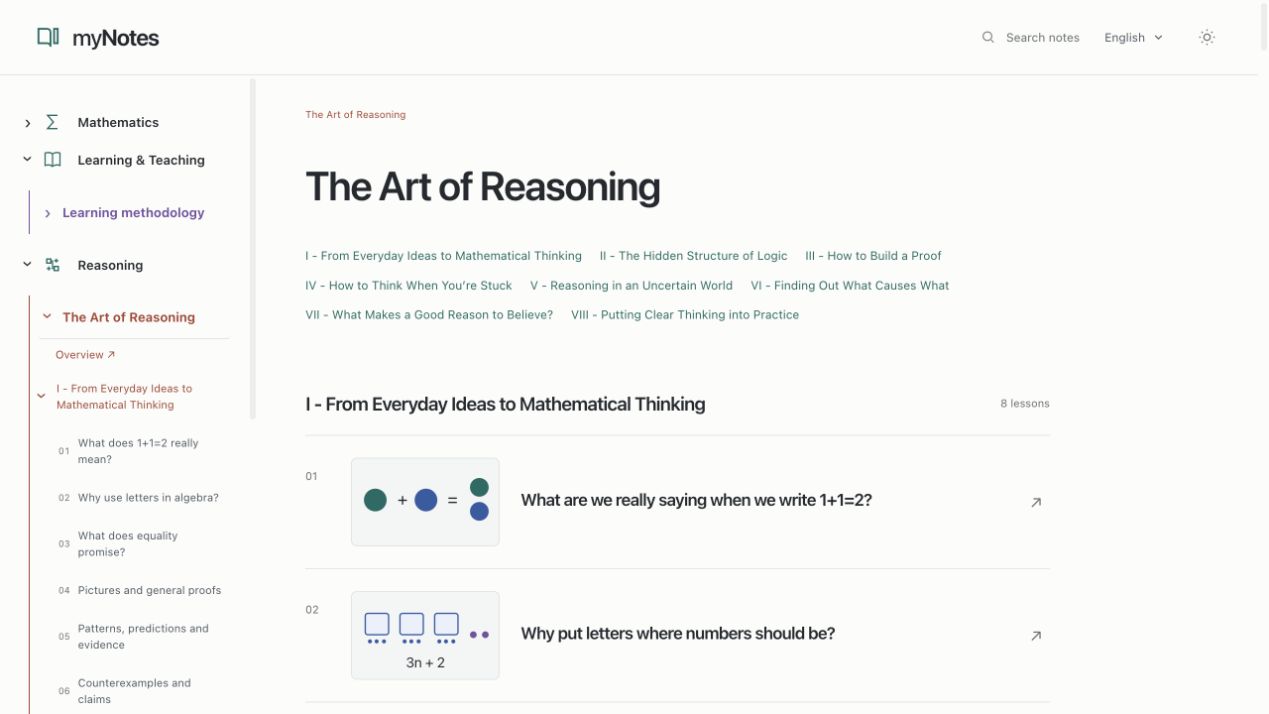 myNotes
Search notes
English
Mathematics
Learning & Teaching
Learning methodology
Reasoning
The Art of Reasoning
Overview ↗
I - From Everyday Ideas to
Mathematical Thinking
01 What does 1+1=2 really
mean?
02 Why use letters in algebra?
03 What does equality
promise?
04 Pictures and general proofs
05 Patterns, predictions and
evidence
06 Counterexamples and
claims
The Art of Reasoning
The Art of Reasoning
I - From Everyday Ideas to Mathematical Thinking II - The Hidden Structure of Logic III - How to Build a Proof
IV - How to Think When You’re Stuck V - Reasoning in an Uncertain World VI - Finding Out What Causes What
VII - What Makes a Good Reason to Believe? VIII - Putting Clear Thinking into Practice
I - From Everyday Ideas to Mathematical Thinking 8 lessons
01 + = What are we really saying when we write 1+1=2? ↗
02 Why put letters where numbers should be? ↗
3n + 2